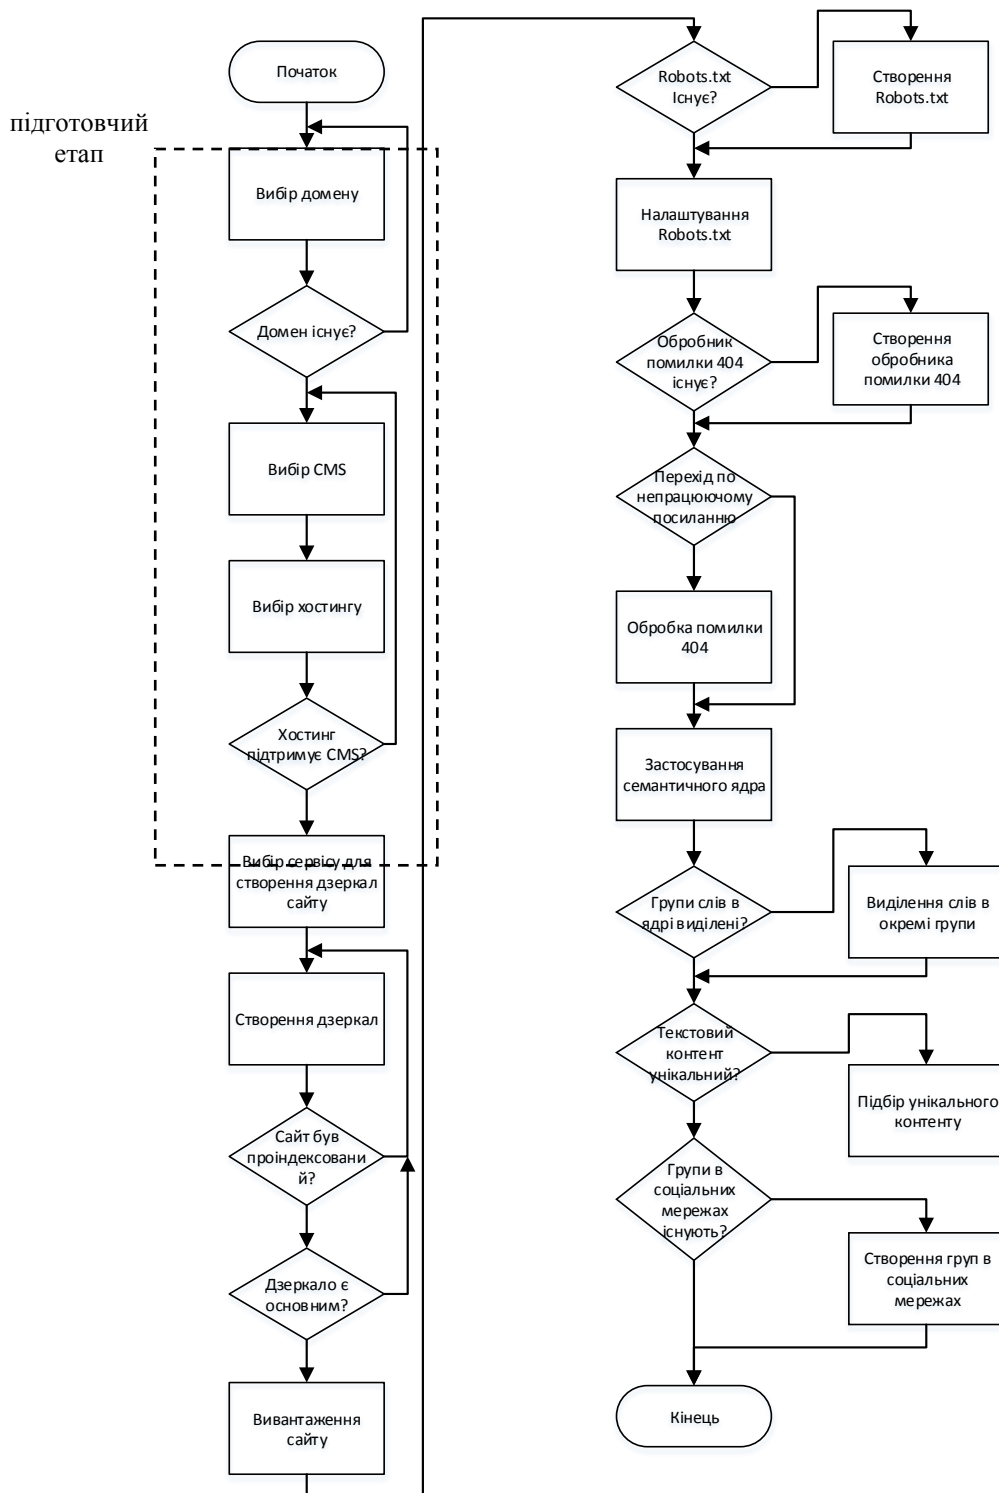 підготовчий
етап
Початок
Вибір домену
Домен існує?
Вибір CMS
Вибір хостингу
Хостинг
підтримує CMS?
Вибір сервісу для
створення дзеркал
сайту
Створення дзеркал
Сайт був
проіндексовани
й?
Дзеркало є
основним?
Вивантаження
сайту
Robots.txt
Існує?
Створення
Robots.txt
Налаштування
Robots.txt
Обробник
помилки 404
існує?
Створення
обробника
помилки 404
Перехід по
непрацюючому
посиланню
Обробка помилки
404
Застосування
семантичного ядра
Групи слів в
ядрі виділені?
Виділення слів в
окремі групи
Текстовий
контент
унікальний?
Підбір унікального
контенту
Групи в
соціальних
мережах
існують?
Створення груп в
соціальних
мережах
Кінець